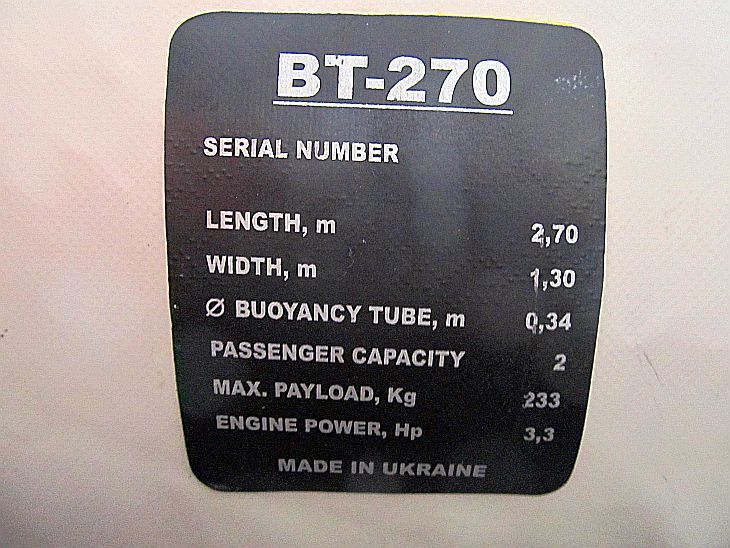 BT-270
SERIAL NUMBER
LENGTH, m 2,70
WIDTH, m 1,30
Ø BUOYANCY TUBE, m 0,34
PASSENGER CAPACITY 2
MAX. PAYLOAD, Kg 233
ENGINE POWER, Hp 3,3
MADE IN UKRAINE